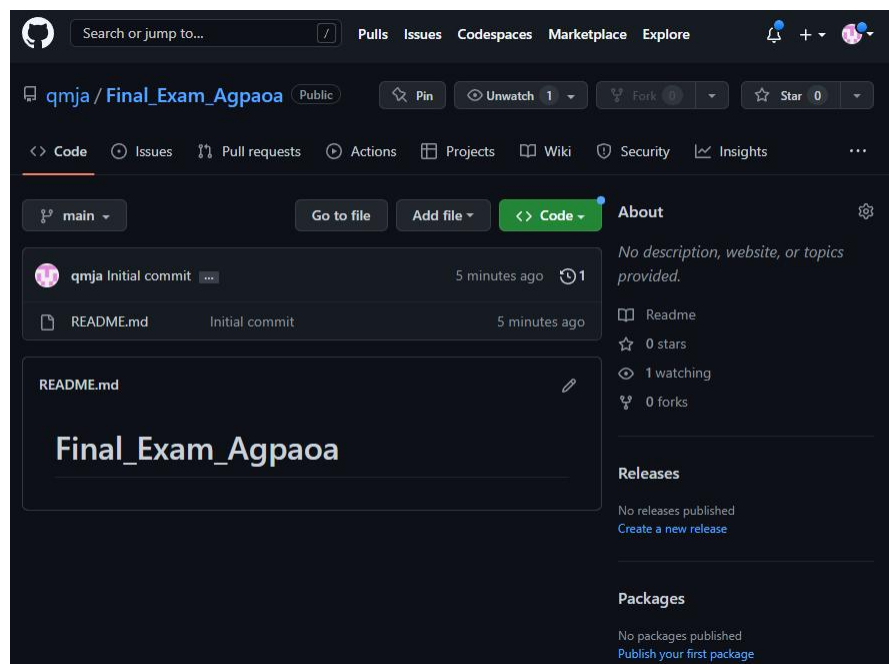 Search or jump to... /
Pulls Issues Codespaces Marketplace Explore
qmja / Final_Exam_Agpaoa Public
Pin Unwatch 1 Fork 0 Star 0
Code Issues Pull requests Actions Projects Wiki Security Insights ...
main Go to file Add file <> Code
qmja Initial commit ... 5 minutes ago 1
README.md Initial commit 5 minutes ago
README.md
Final_Exam_Agpaoa
About
No description, website, or topics
provided.
Readme
0 stars
1 watching
0 forks
Releases
No releases published
Create a new release
Packages
No packages published
Publish your first package